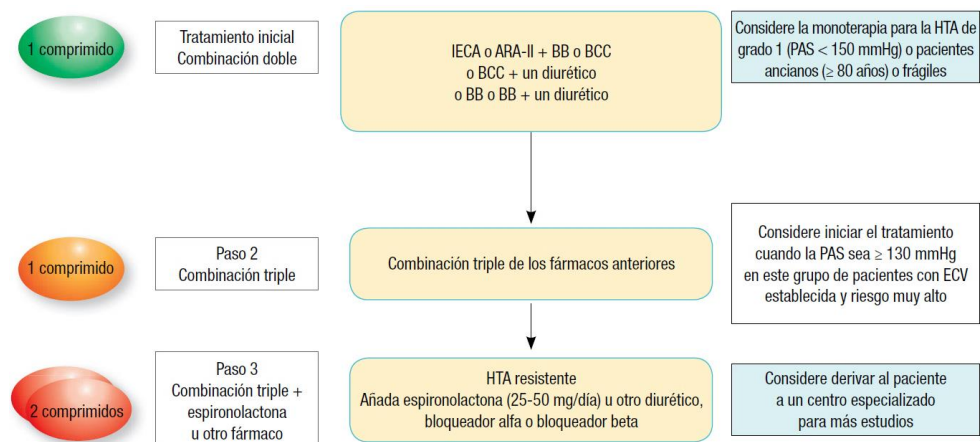 1 comprimido
Tratamiento inicial
Combinación doble
IECA o ARA-II + BB o BCC
o BCC + un diurético
o BB o BB + un diurético
Considere la monoterapia para la HTA de
grado 1 (PAS < 150 mmHg) o pacientes
ancianos (≥ 80 años) o frágiles
1 comprimido
Paso 2
Combinación triple
Combinación triple de los fármacos anteriores
Considere iniciar el tratamiento
cuando la PAS sea ≥ 130 mmHg
en este grupo de pacientes con ECV
establecida y riesgo muy alto
2 comprimidos
Paso 3
Combinación triple +
espironolactona
u otro fármaco
HTA resistente
Añada espironolactona (25-50 mg/día) u otro diurético,
bloqueador alfa o bloqueador beta
Considere derivar al paciente
a un centro especializado
para más estudios